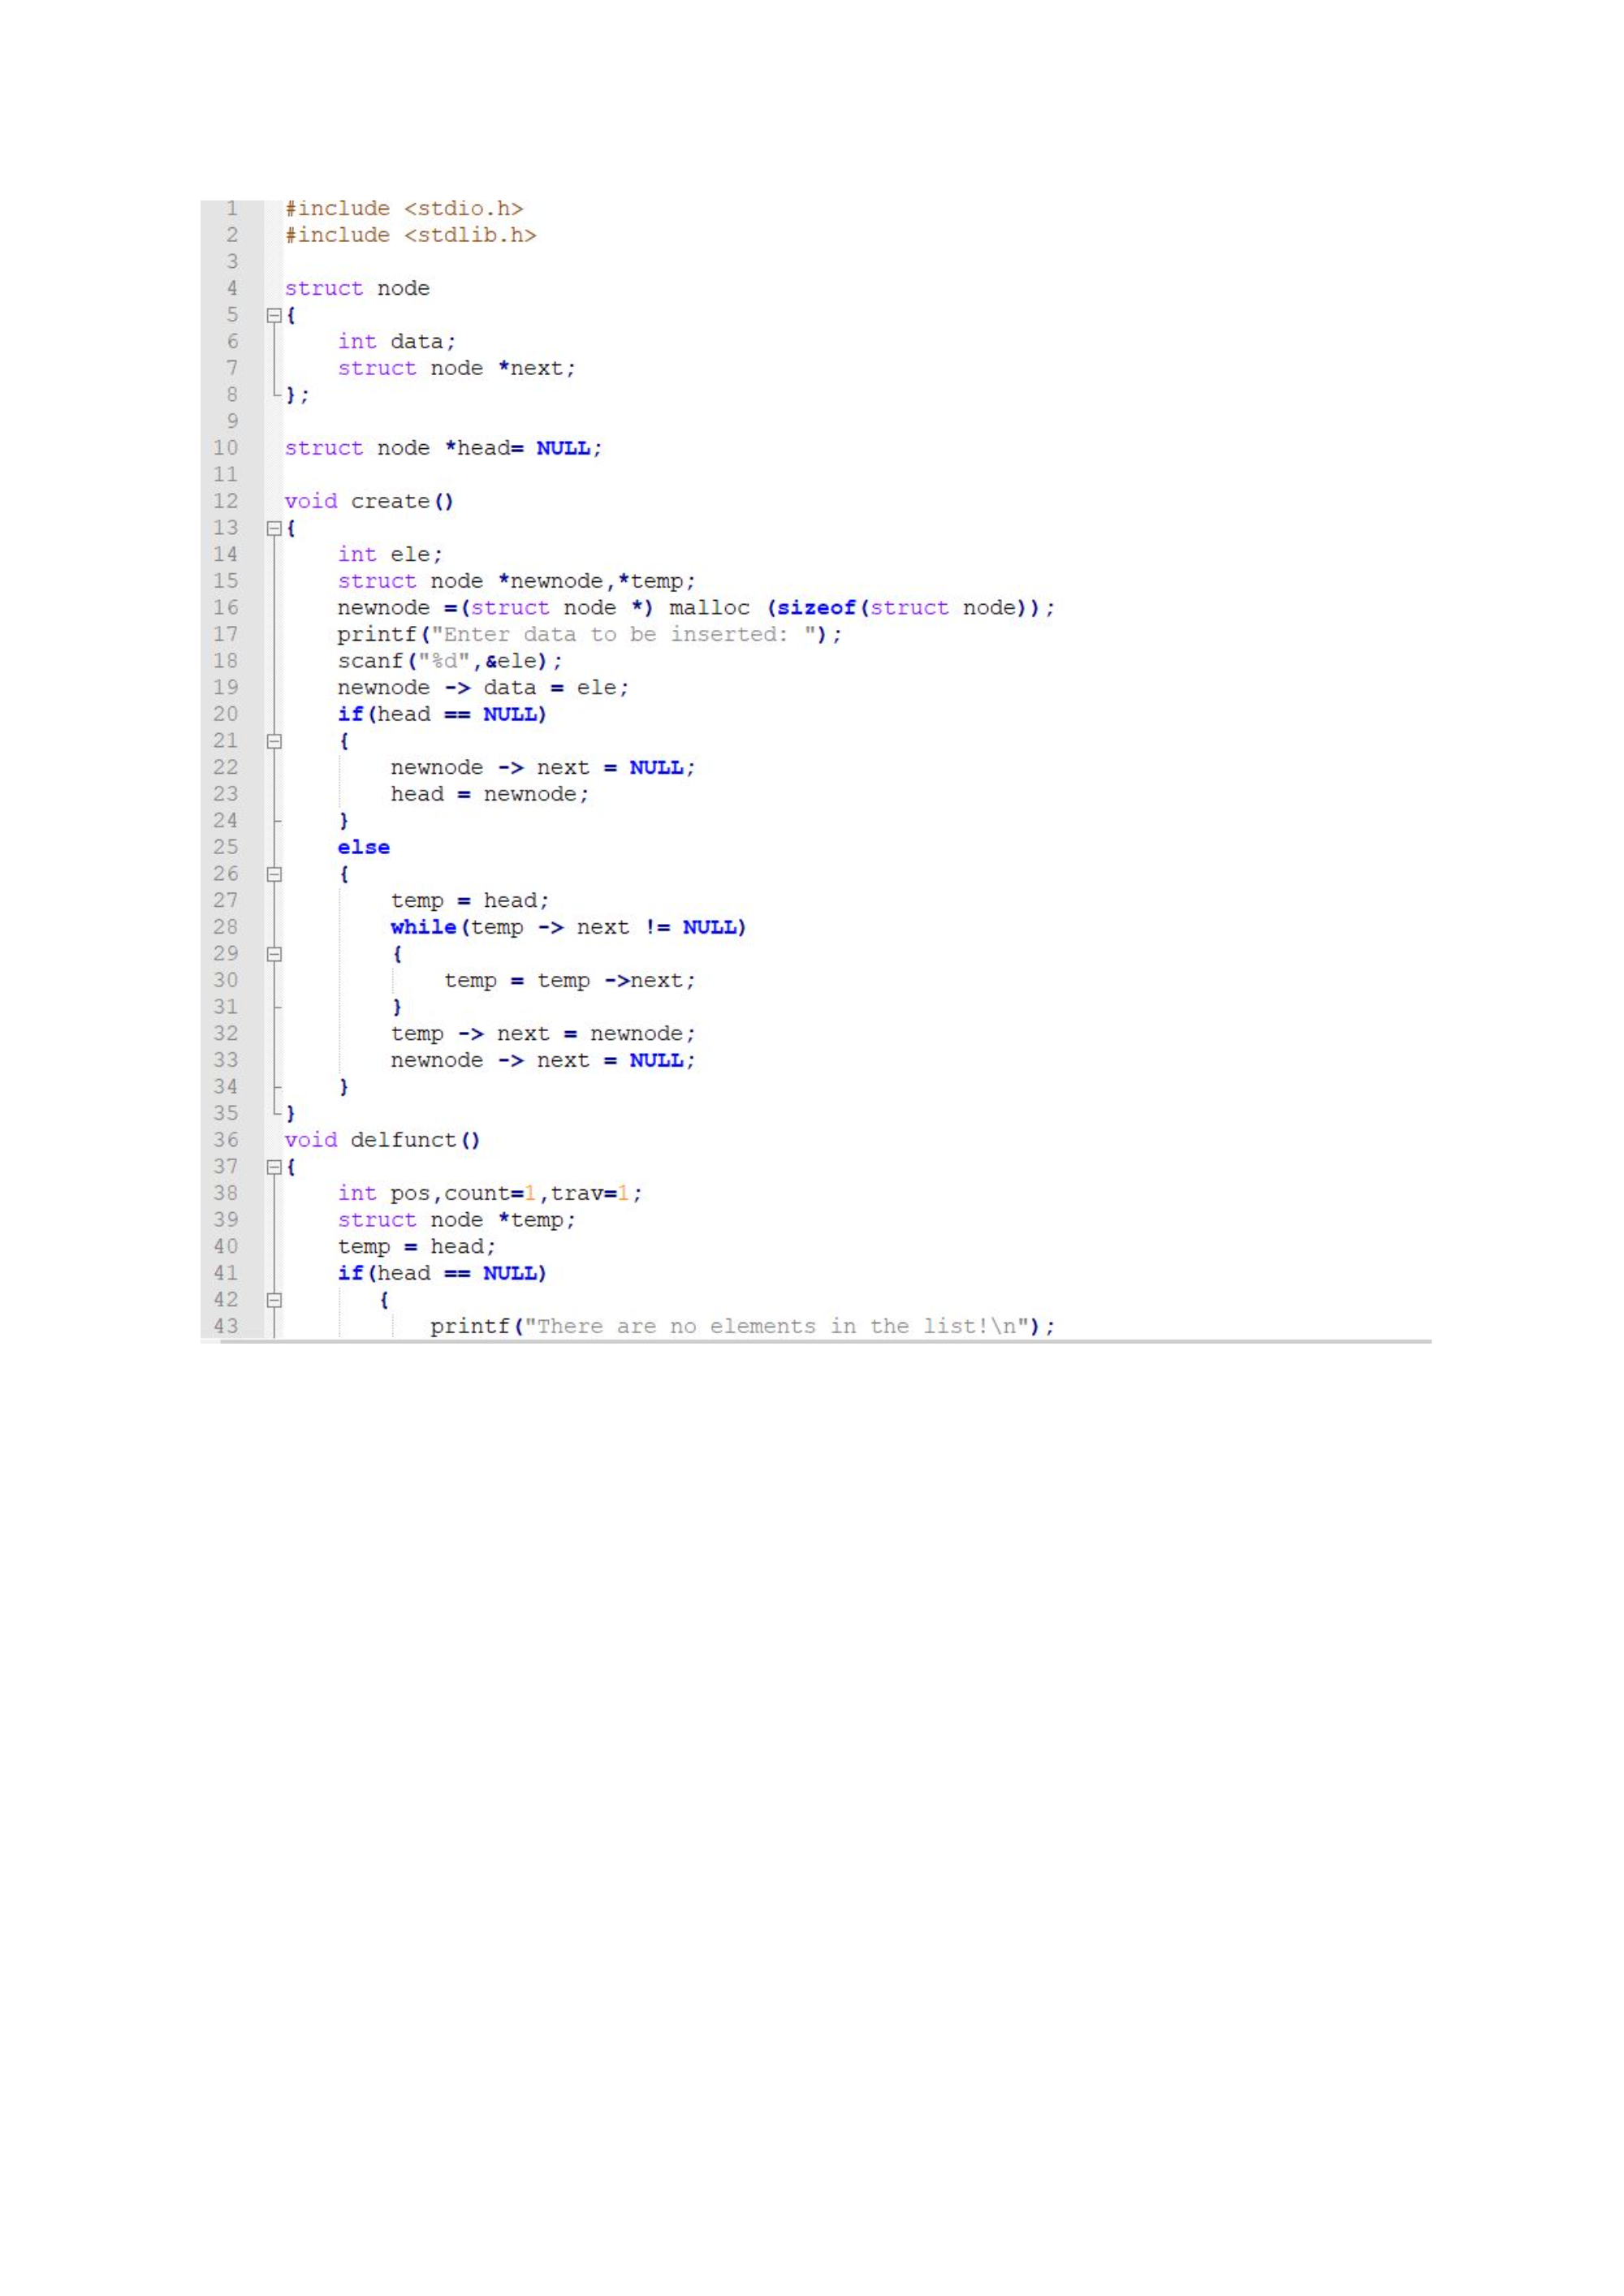 1 #include <stdio.h>
2 #include <stdlib.h>
3
4 struct node
5 {
6 int data;
7 struct node *next;
8 };
9
10 struct node *head= NULL;
11
12 void create()
13 {
14 int ele;
15 struct node *newnode,*temp;
16 newnode =(struct node *) malloc (sizeof(struct node));
17 printf("Enter data to be inserted: ");
18 scanf("%d",&ele);
19 newnode -> data = ele;
20 if(head == NULL)
21 {
22 newnode -> next = NULL;
23 head = newnode;
24 }
25 else
26 {
27 temp = head;
28 while(temp -> next != NULL)
29 {
30 temp = temp ->next;
31 }
32 temp -> next = newnode;
33 newnode -> next = NULL;
34 }
35 }
36 void delfunct()
37 {
38 int pos,count=1,trav=1;
39 struct node *temp;
40 temp = head;
41 if(head == NULL)
42 {
43 printf("There are no elements in the list!\n");